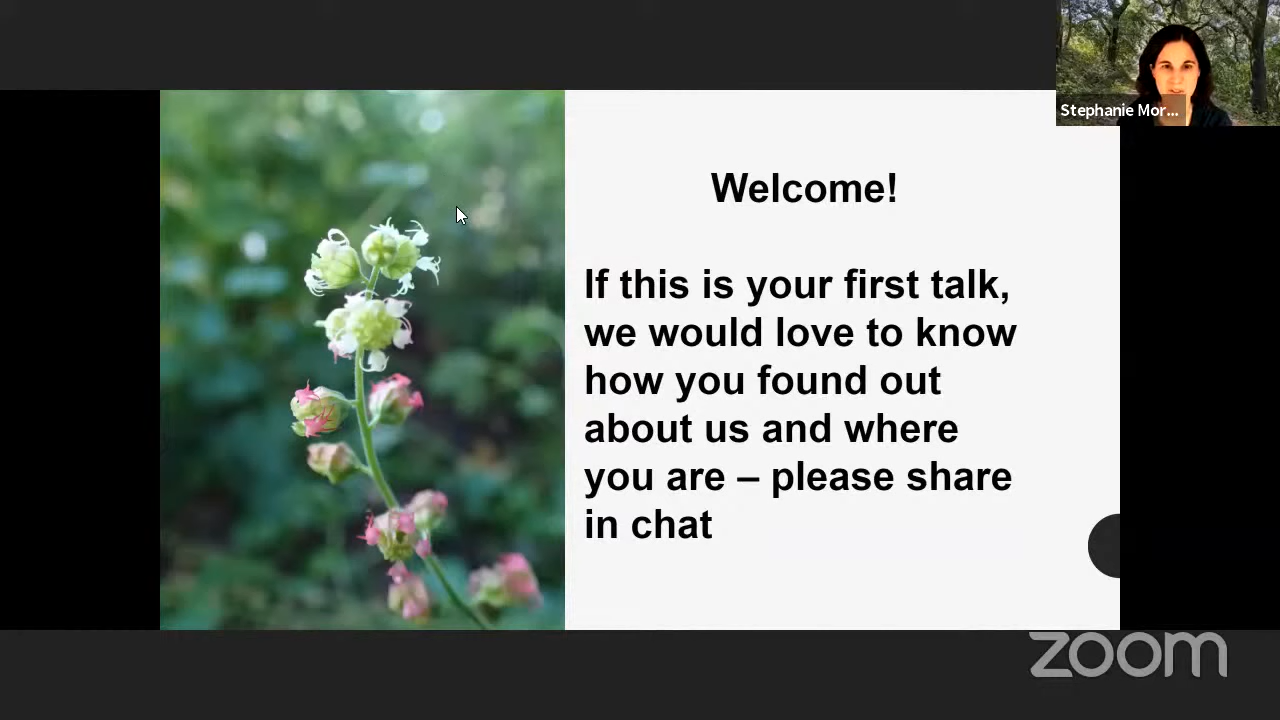 Stephanie Mor...
Welcome!
If this is your first talk,
we would love to know
how you found out
about us and where
you are – please share
in chat
zoom